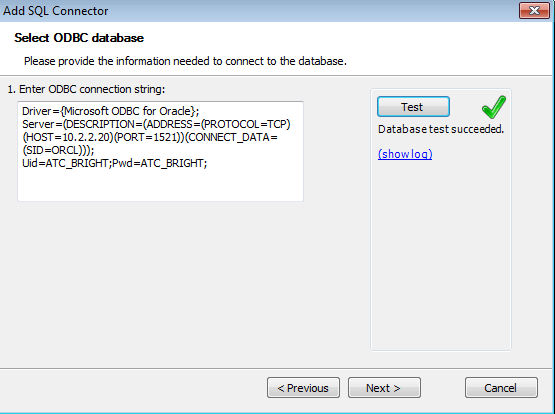 Add SQL Connector
Select ODBC database
Please provide the information needed to connect to the database.
1. Enter ODBC connection string:
Driver={Microsoft ODBC for Oracle};
Server=(DESCRIPTION=(ADDRESS=(PROTOCOL=TCP)
(HOST=10.2.2.20)(PORT=1521))(CONNECT_DATA=
(SID=ORCL)));
Uid=ATC_BRIGHT;Pwd=ATC_BRIGHT;
Test
Database test succeeded.
(show log)
< Previous
Next >
Cancel